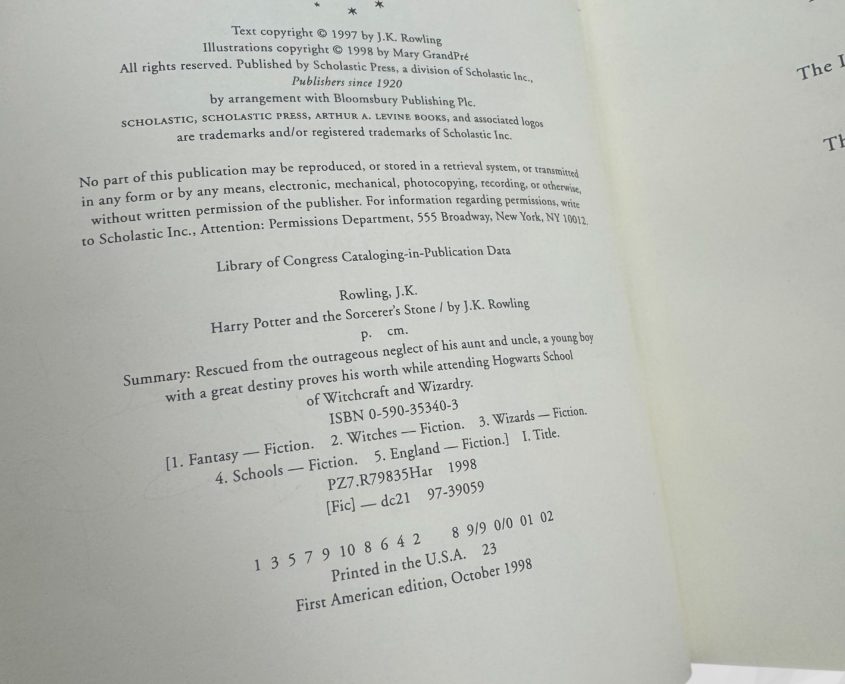 * * *
Text copyright © 1997 by J.K. Rowling
Illustrations copyright © 1998 by Mary GrandPré
All rights reserved. Published by Scholastic Press, a division of Scholastic Inc.,
Publishers since 1920
by arrangement with Bloomsbury Publishing Plc.
SCHOLASTIC, SCHOLASTIC PRESS, ARTHUR A. LEVINE BOOKS, and associated logos
are trademarks and/or registered trademarks of Scholastic Inc.
No part of this publication may be reproduced, or stored in a retrieval system, or transmitted
in any form or by any means, electronic, mechanical, photocopying, recording, or otherwise,
without written permission of the publisher. For information regarding permissions, write
to Scholastic Inc., Attention: Permissions Department, 555 Broadway, New York, NY 10012.
Library of Congress Cataloging-in-Publication Data
Rowling, J.K.
Harry Potter and the Sorcerer's Stone / by J.K. Rowling
p. cm.
Summary: Rescued from the outrageous neglect of his aunt and uncle, a young boy
with a great destiny proves his worth while attending Hogwarts School
of Witchcraft and Wizardry.
ISBN 0-590-35340-3
[1. Fantasy — Fiction. 2. Witches — Fiction. 3. Wizards — Fiction.
4. Schools — Fiction. 5. England — Fiction.] I. Title.
PZ7.R79835Har 1998
[Fic] — dc21 97-39059
1 3 5 7 9 10 8 6 4 2 8 9/9 0/0 01 02
Printed in the U.S.A. 23
First American edition, October 1998
The